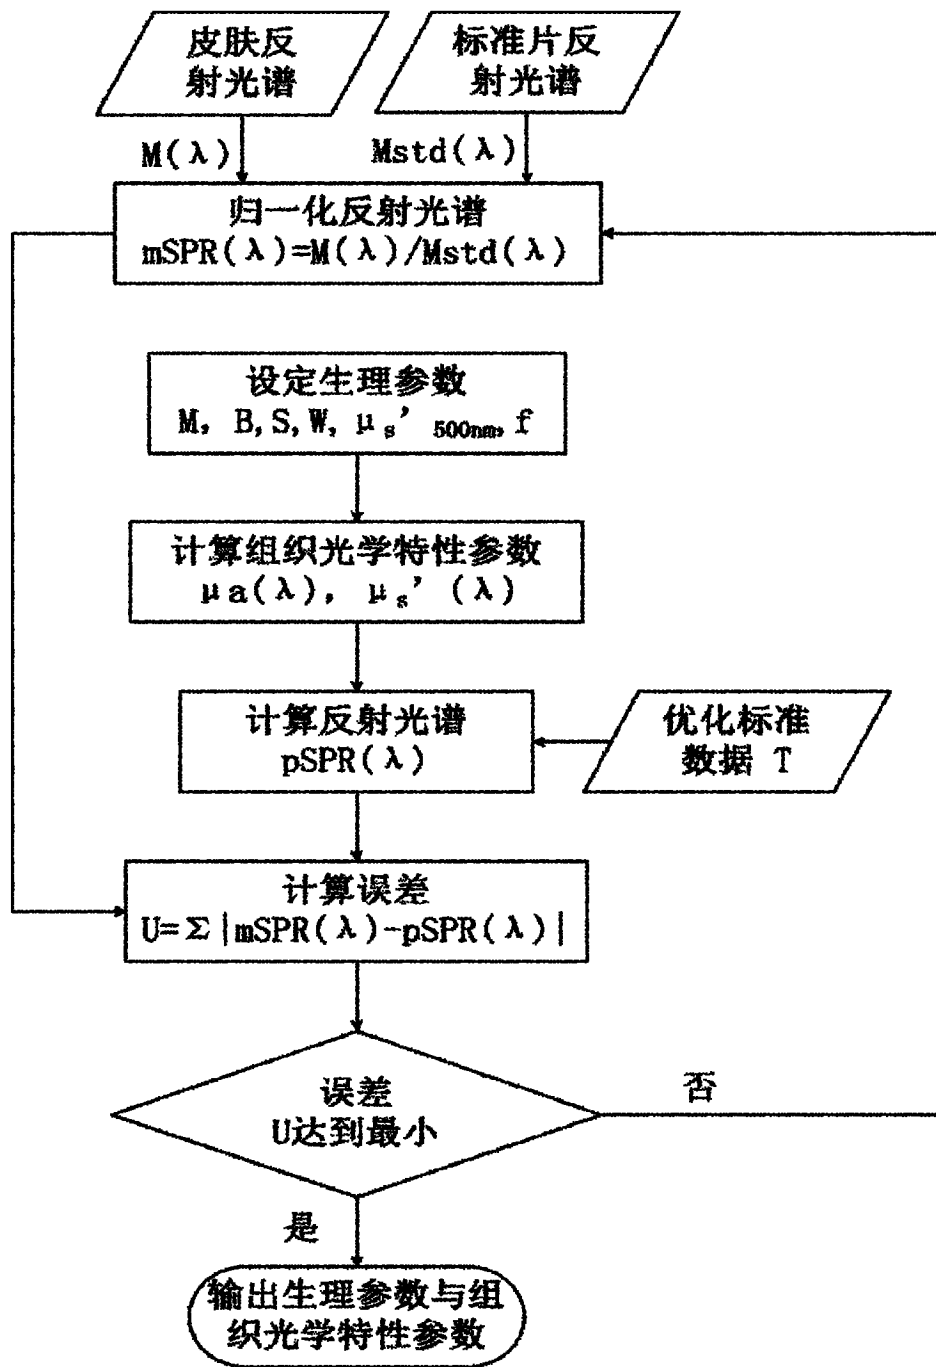 皮肤反
射光谱
标准片反
射光谱
M(λ)
Mstd(λ)
归一化反射光谱
mSPR(λ)=M(λ)/Mstd(λ)
设定生理参数
M, B,S,W, μs’ 500nm,f
计算组织光学特性参数
μa(λ), μs’ (λ)
计算反射光谱
pSPR(λ)
优化标准
数据 T
计算误差
U=Σ|mSPR(λ)-pSPR(λ)|
误差
U达到最小
否
是
输出生理参数与组
织光学特性参数